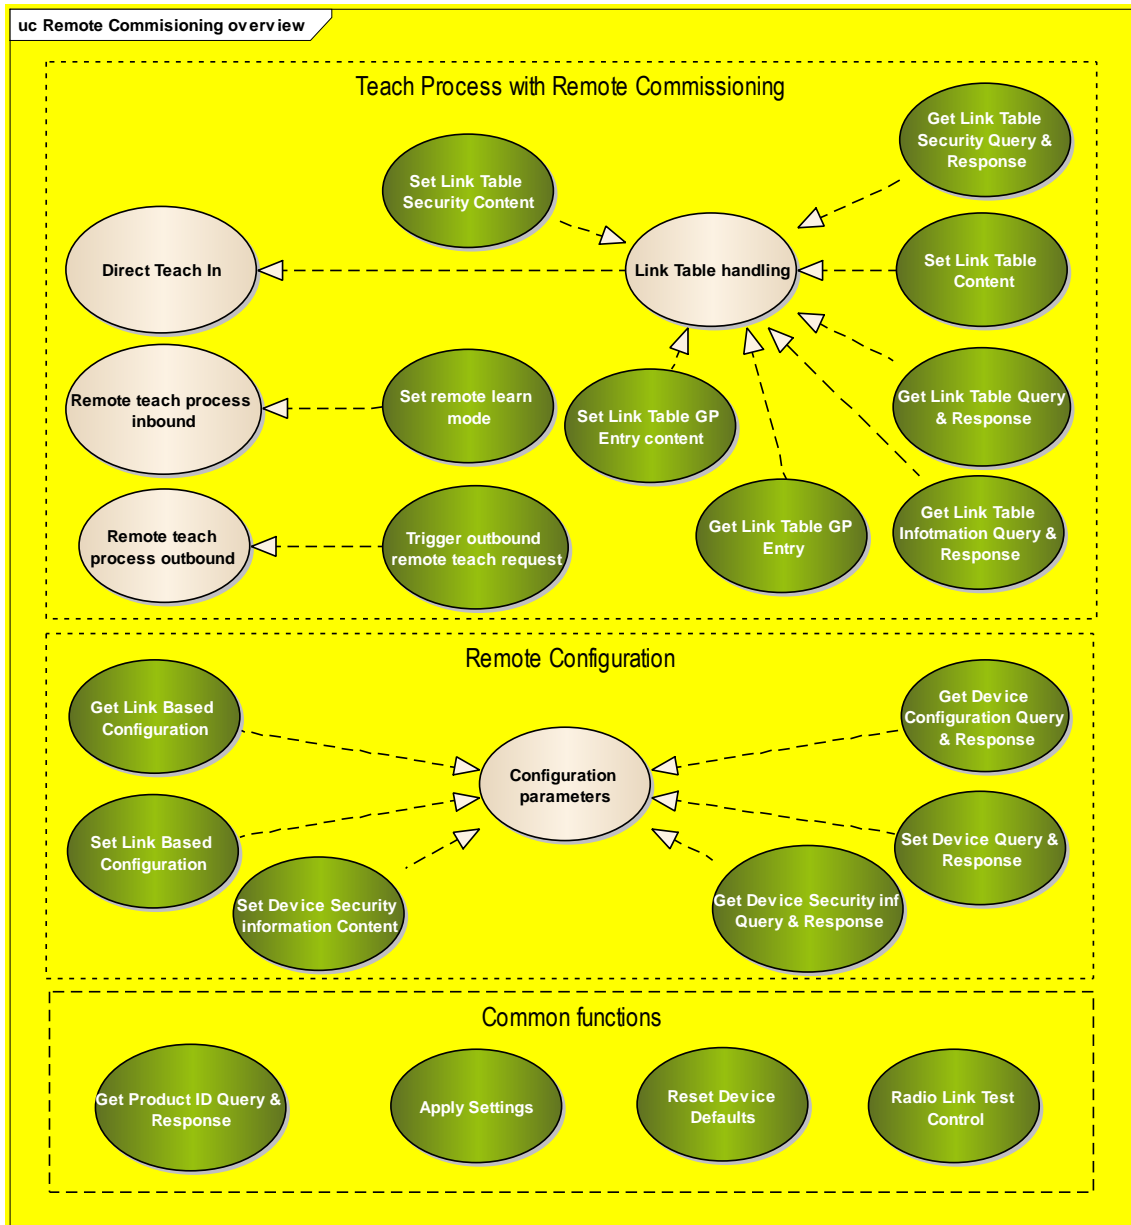 uc Remote Commisioning overview
Teach Process with Remote Commissioning
Get Link Table
Security Query &
Response
Set Link Table
Security Content
Direct Teach In
Link Table handling
Set Link Table
Content
Remote teach process
inbound
Set remote learn
mode
Set Link Table GP
Entry content
Get Link Table Query
& Response
Remote teach
process outbound
Trigger outbound
remote teach request
Get Link Table GP
Entry
Get Link Table
Infotmation Query &
Response
Remote Configuration
Get Link Based
Configuration
Get Device
Configuration Query
& Response
Configuration
parameters
Set Link Based
Configuration
Set Device Query &
Response
Set Device Security
information Content
Get Device Security inf
Query & Response
Common functions
Get Product ID Query &
Response
Apply Settings
Reset Device
Defaults
Radio Link Test
Control